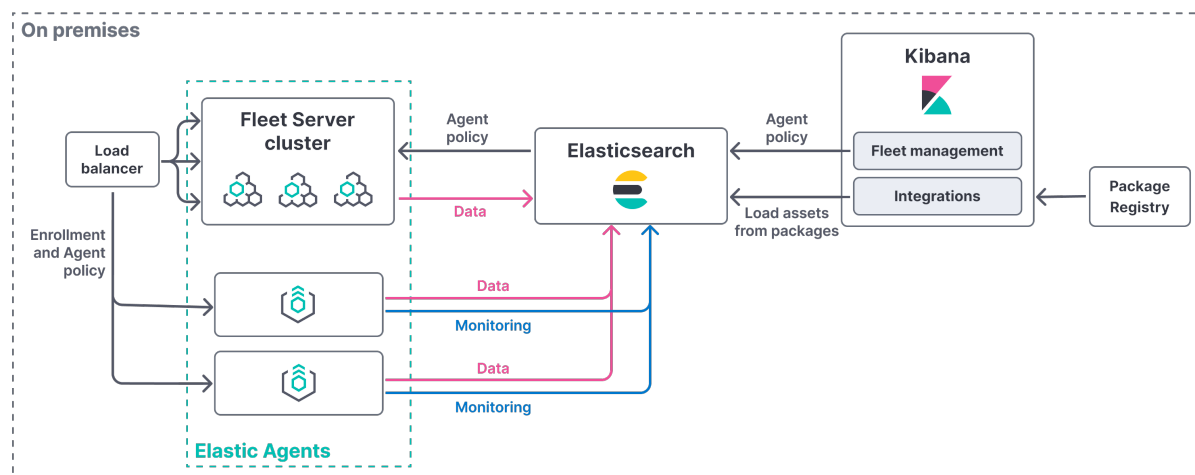 On premises
Kibana
Fleet Server
cluster
Agent
policy
Agent
policy
Load
balancer
Elasticsearch
Fleet management
Integrations
Package
Registry
Data
Load assets
from packages
Enrollment
and Agent
policy
Data
Monitoring
Data
Monitoring
Elastic Agents